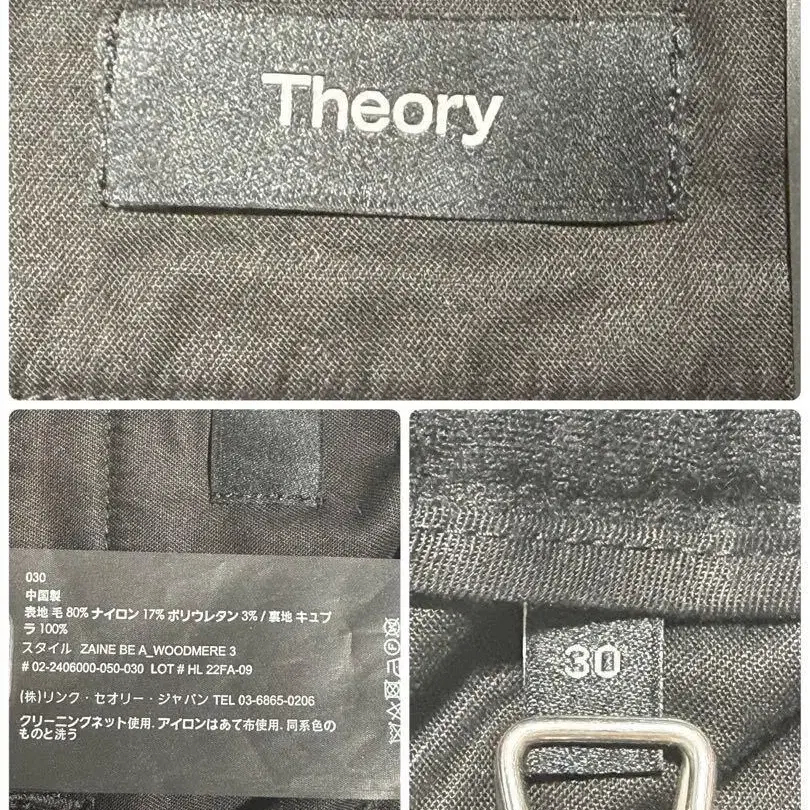 Theory
030
中国製
表地 毛 80% ナイロン 17% ポリウレタン 3% / 裏地 キュプ
ラ 100%
スタイル ZAINE BE A_WOODMERE 3
# 02-2406000-050-030 LOT # HL 22FA-09
(株)リンク・セオリー・ジャパン TEL 03-6865-0206
クリーニングネット使用. アイロンはあて布使用. 同系色の
ものと洗う
30